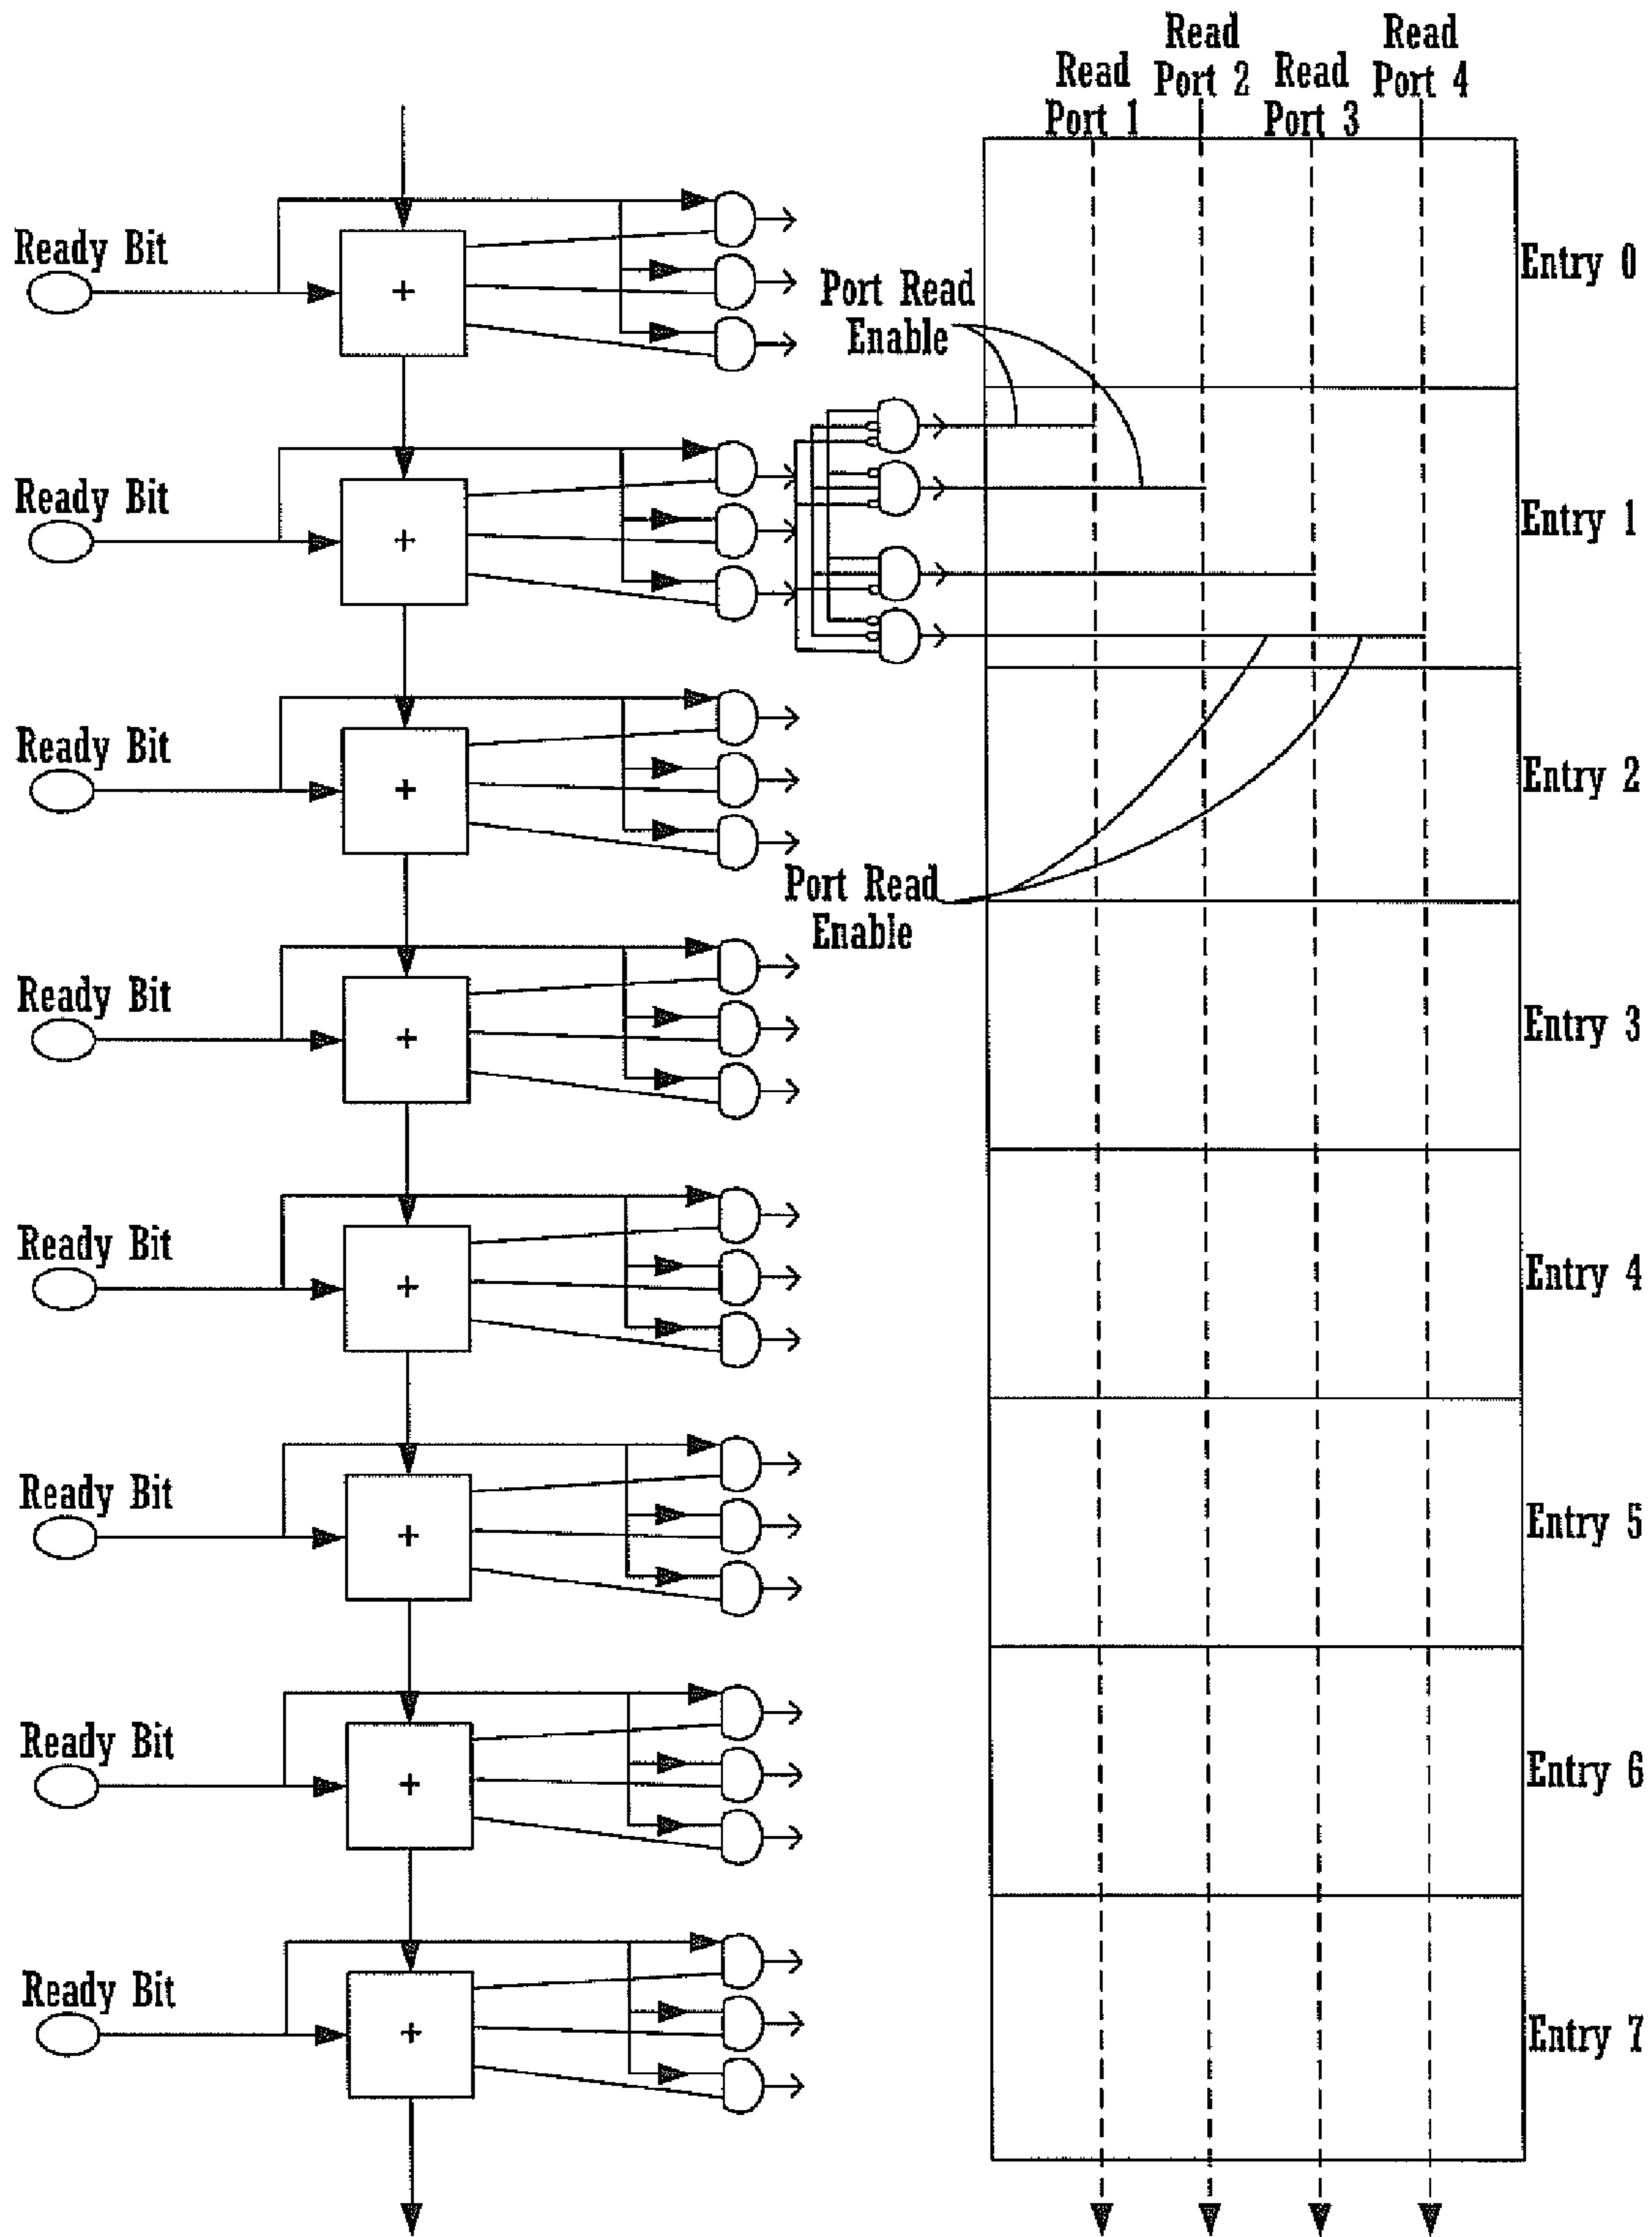 Read
Port 1
Read
Port 2
Read
Port 3
Read
Port 4
Ready Bit
+
Entry 0
Port Read
Enable
Ready Bit
+
Entry 1
Ready Bit
+
Entry 2
Port Read
Enable
Ready Bit
+
Entry 3
Ready Bit
+
Entry 4
Ready Bit
+
Entry 5
Ready Bit
+
Entry 6
Ready Bit
+
Entry 7